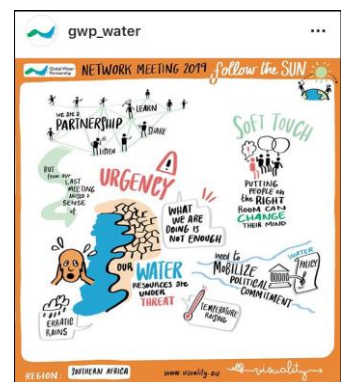 gwp_water
Global Water
Partnership
NETWORK MEETING 2019 follow the SUN
we are a
PARTNERSHIP
LEARN
SHARE
LISTEN
SOFT TOUCH
PUTTING
PEOPLE on
the RIGHT
ROOM CAN
CHANGE
THEIR MIND
BUT
from our
LAST
MEETING
ARISES a
SENSE
of
URGENCY
WHAT
WE ARE
DOING IS
NOT ENOUGH
OUR WATER
RESOURCES are
UNDER
THREAT
ERRATIC
RAINS
TEMPERATURE
RAISING
need to
MOBILIZE
POLITICAL
COMMITMENT
WATER
POLICY
REGION: SOUTHERN AFRICA
www.visuality.eu
visuality